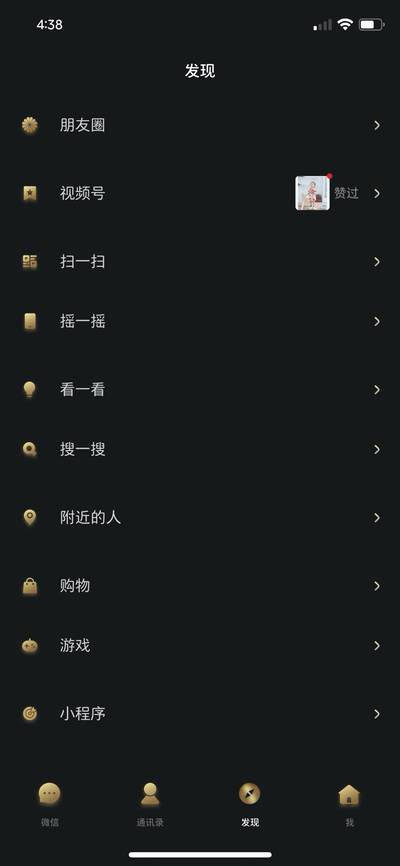 4:38
发现
朋友圈
视频号 赞过
扫一扫
摇一摇
看一看
搜一搜
附近的人
购物
游戏
小程序
微信 通讯录 发现 我